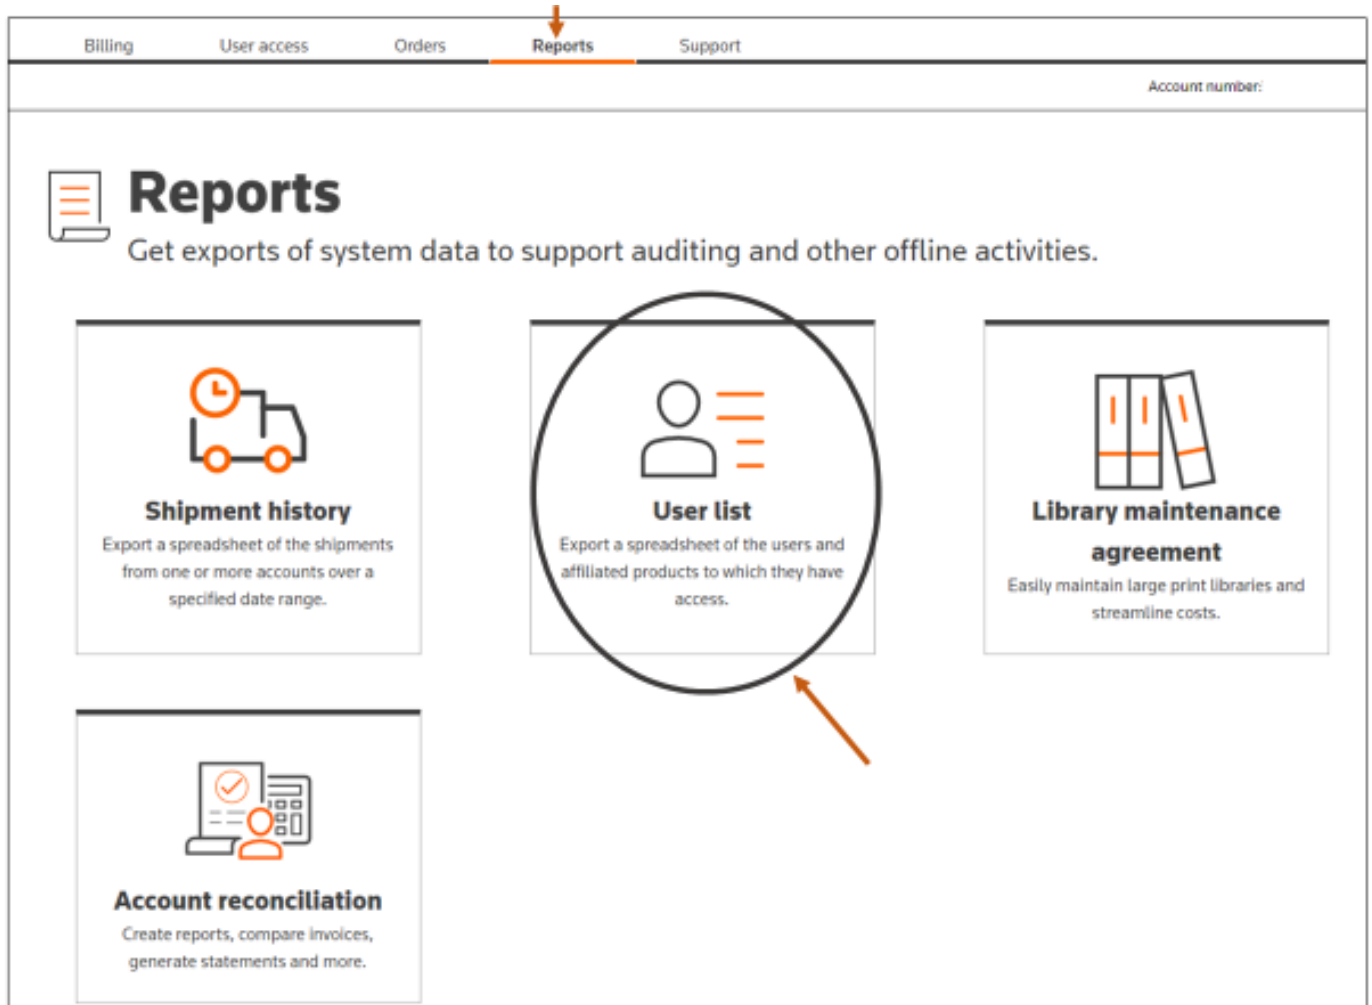 Billing User access Orders Reports Support
Account number:
Reports
Get exports of system data to support auditing and other offline activities.
Shipment history
Export a spreadsheet of the shipments
from one or more accounts over a
specified date range.
User list
Export a spreadsheet of the users and
affiliated products to which they have
access.
Library maintenance
agreement
Easily maintain large print libraries and
streamline costs.
Account reconciliation
Create reports, compare invoices,
generate statements and more.